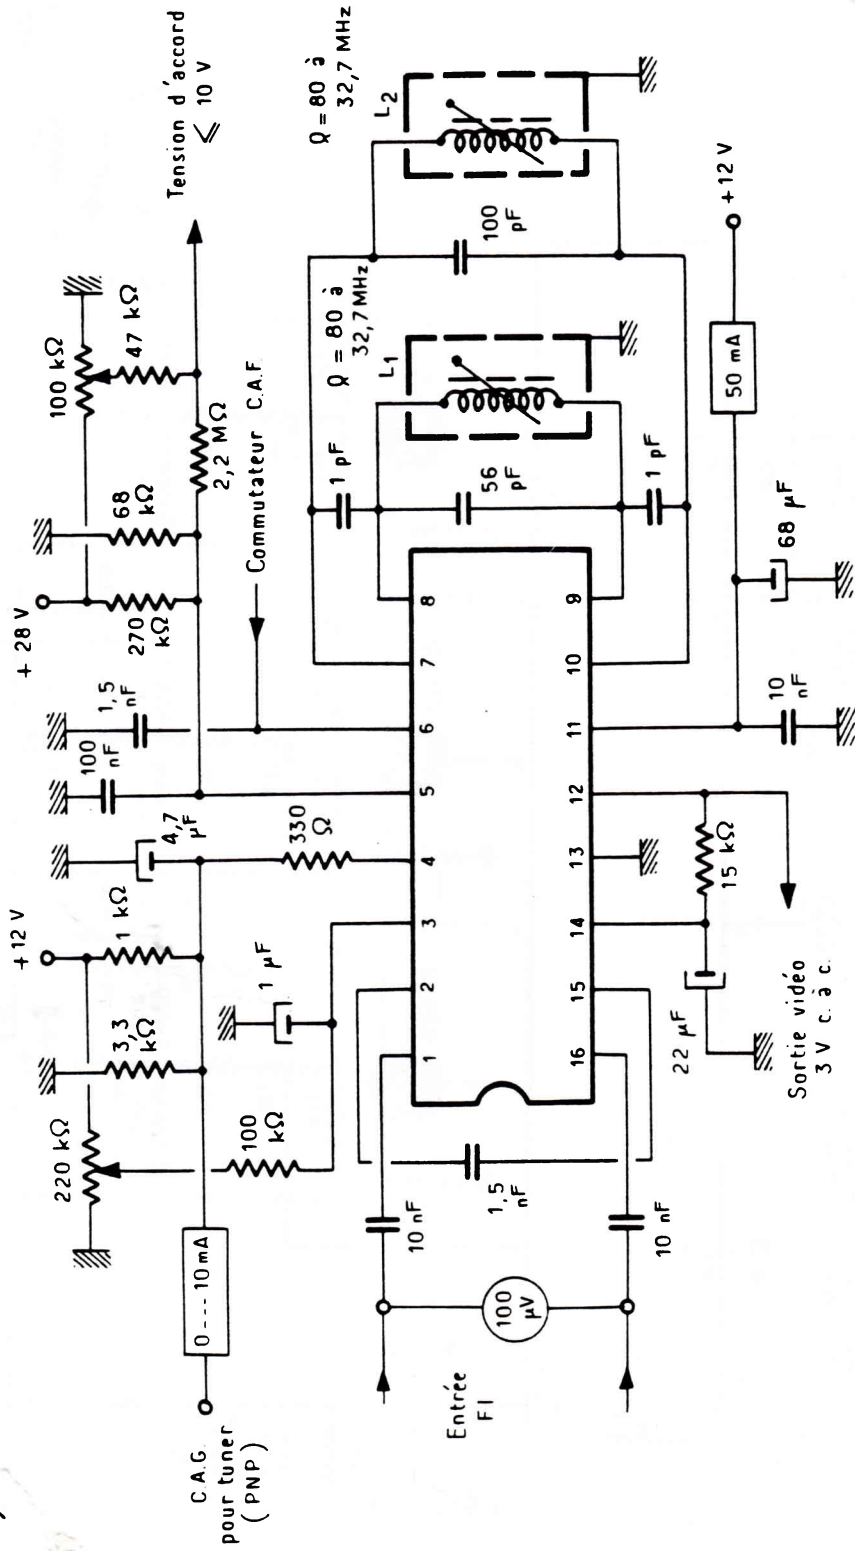 + 28 V
+ 12 V
220 kΩ
3,3
kΩ
1 kΩ
4,7
µF
100
nF
1,5
nF
270
kΩ
68
kΩ
100 kΩ
47 kΩ
2,2 MΩ
Tension d'accord
⩽ 10 V
Commutateur C.A.F.
0 --- 10 mA
C.A.G.
pour tuner
( PNP )
100
kΩ
1 µF
330
Ω
1 pF
56
pF
1 pF
Q = 80 à
32,7 MHz
L1
100
pF
Q = 80 à
32,7 MHz
L2
1
2
3
4
5
6
7
8
16
15
14
13
12
11
10
9
10 nF
1,5
nF
10 nF
100
µV
Entrée
FI
22 µF
15 kΩ
Sortie vidéo
3 V c. à c.
10
nF
68 µF
50 mA
+ 12 V